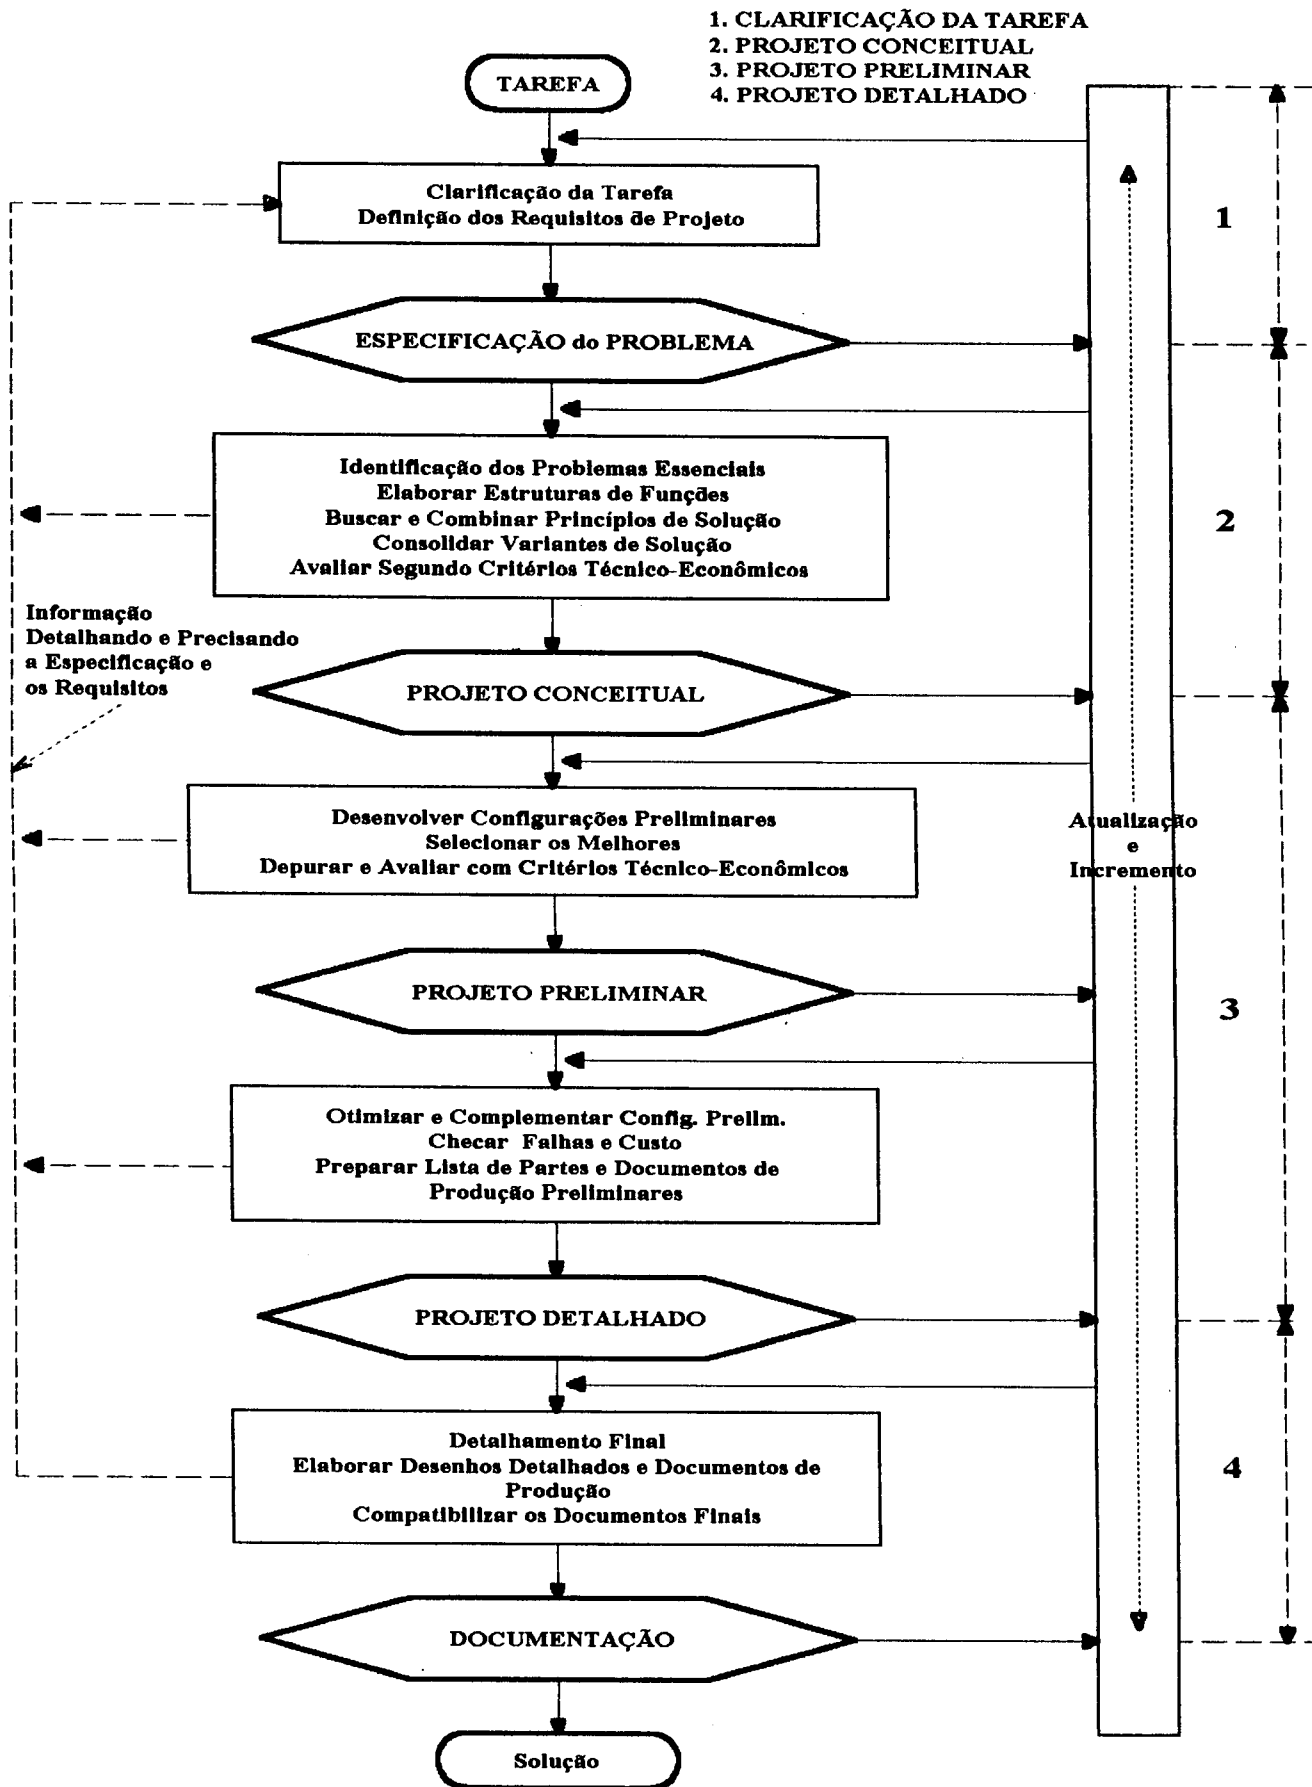 1. CLARIFICAÇÃO DA TAREFA
2. PROJETO CONCEITUAL
3. PROJETO PRELIMINAR
4. PROJETO DETALHADO
TAREFA
Clarificação da Tarefa
Definição dos Requisitos de Projeto
1
ESPECIFICAÇÃO do PROBLEMA
Identificação dos Problemas Essenciais
Elaborar Estruturas de Funções
Buscar e Combinar Princípios de Solução
Consolidar Variantes de Solução
Avaliar Segundo Critérios Técnico-Econômicos
2
Informação
Detalhando e Precisando
a Especificação e
os Requisitos
PROJETO CONCEITUAL
Desenvolver Configurações Preliminares
Selecionar os Melhores
Depurar e Avaliar com Critérios Técnico-Econômicos
Atualização
e
Incremento
PROJETO PRELIMINAR
3
Otimizar e Complementar Config. Prelim.
Checar Falhas e Custo
Preparar Lista de Partes e Documentos de
Produção Preliminares
PROJETO DETALHADO
Detalhamento Final
Elaborar Desenhos Detalhados e Documentos de
Produção
Compatibilizar os Documentos Finais
4
DOCUMENTAÇÃO
Solução